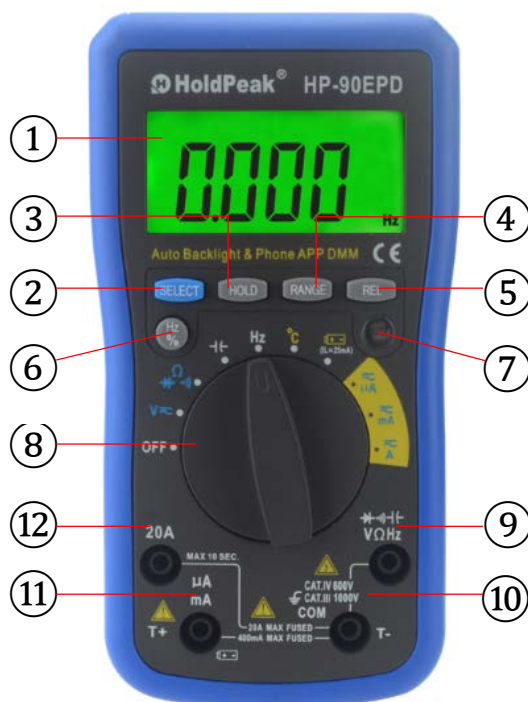 HoldPeak® HP-90EPD
1
0.000
Hz
3
4
Auto Backlight & Phone APP DMM CE
2
SELECT HOLD RANGE REL
5
6
Hz
%
Hz
°C
(IL≈25mA)
7
Ω
μA
V
mA
8
OFF
A
12
20A
9
VΩHz
MAX 10 SEC.
11
μA
mA
CAT.IV 600V
CAT.III 1000V
10
COM
T+
20A MAX FUSED
400mA MAX FUSED
T-